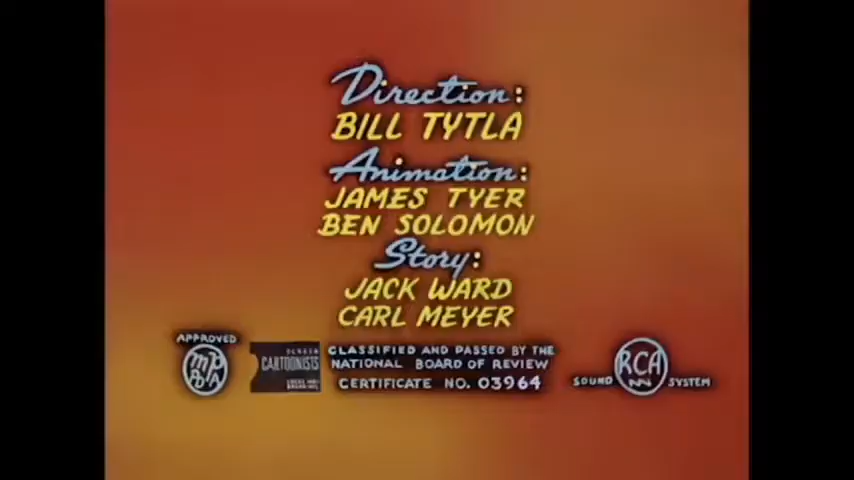 Direction:
BILL TYTLA
Animation:
JAMES TYER
BEN SOLOMON
Story:
JACK WARD
CARL MEYER
APPROVED
MPPDA
SCREEN
CARTOONISTS
CLASSIFIED AND PASSED BY THE
NATIONAL BOARD OF REVIEW
CERTIFICATE NO. 03964
RCA
SOUND SYSTEM